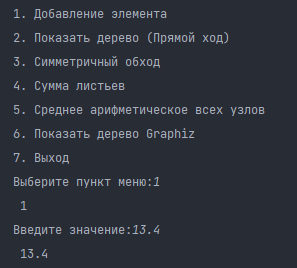 1. Добавление элемента
2. Показать дерево (Прямой ход)
3. Симметричный обход
4. Сумма листьев
5. Среднее арифметическое всех узлов
6. Показать дерево Graphiz
7. Выход
Выберите пункт меню:1
1
Введите значение:13.4
13.4